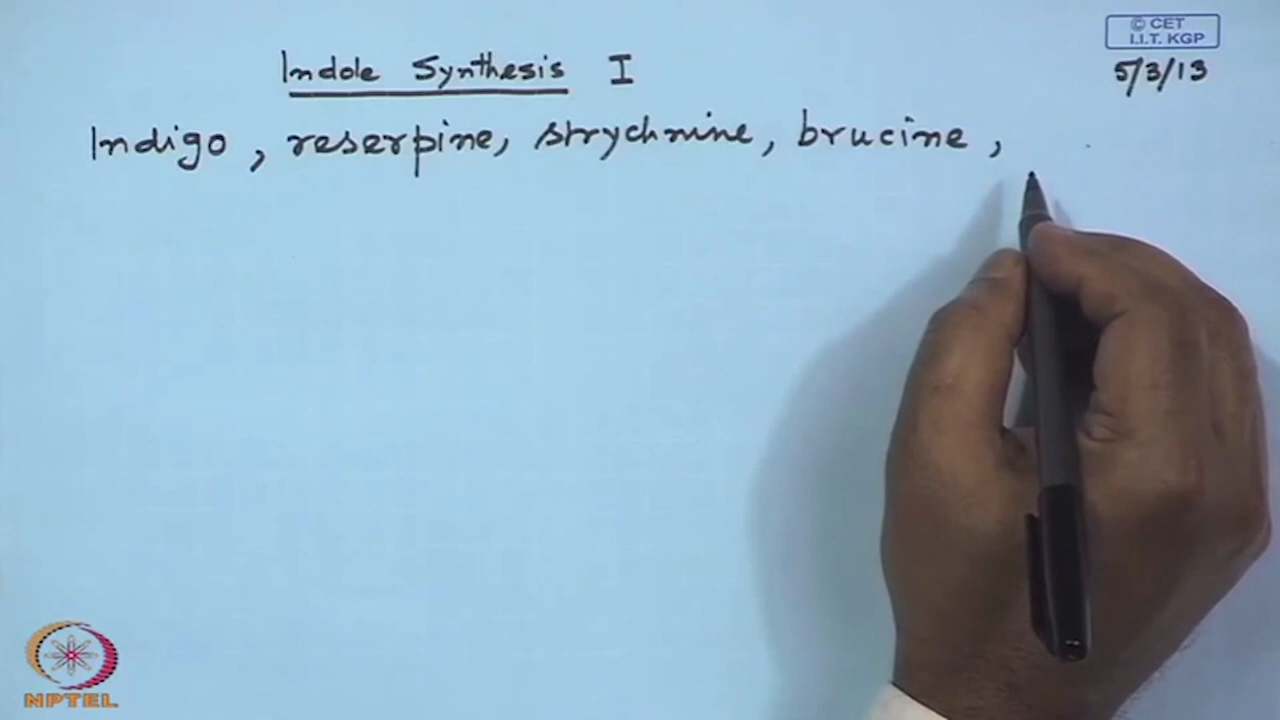 © CET
I.I.T. KGP
Indole Synthesis I
5/3/13
Indigo, reserpine, strychnine, brucine,
NPTEL